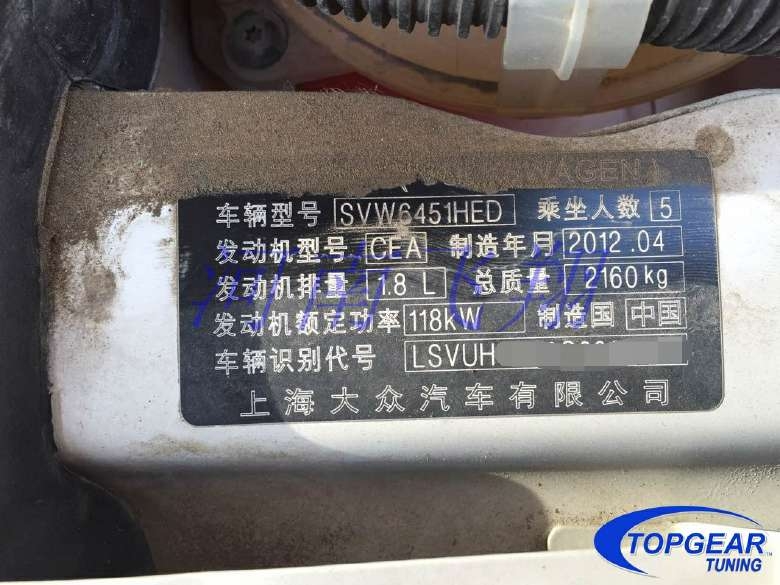 WAGEN
车辆型号 SVW6451HED 乘坐人数 5
发动机型号 CEA 制造年月 2012.04
发动机排量 1.8 L 总质量 2160kg
发动机额定功率 118kW 制造国 中国
车辆识别代号 LSVUH
上海大众汽车有限公司
TOPGEAR
TUNING